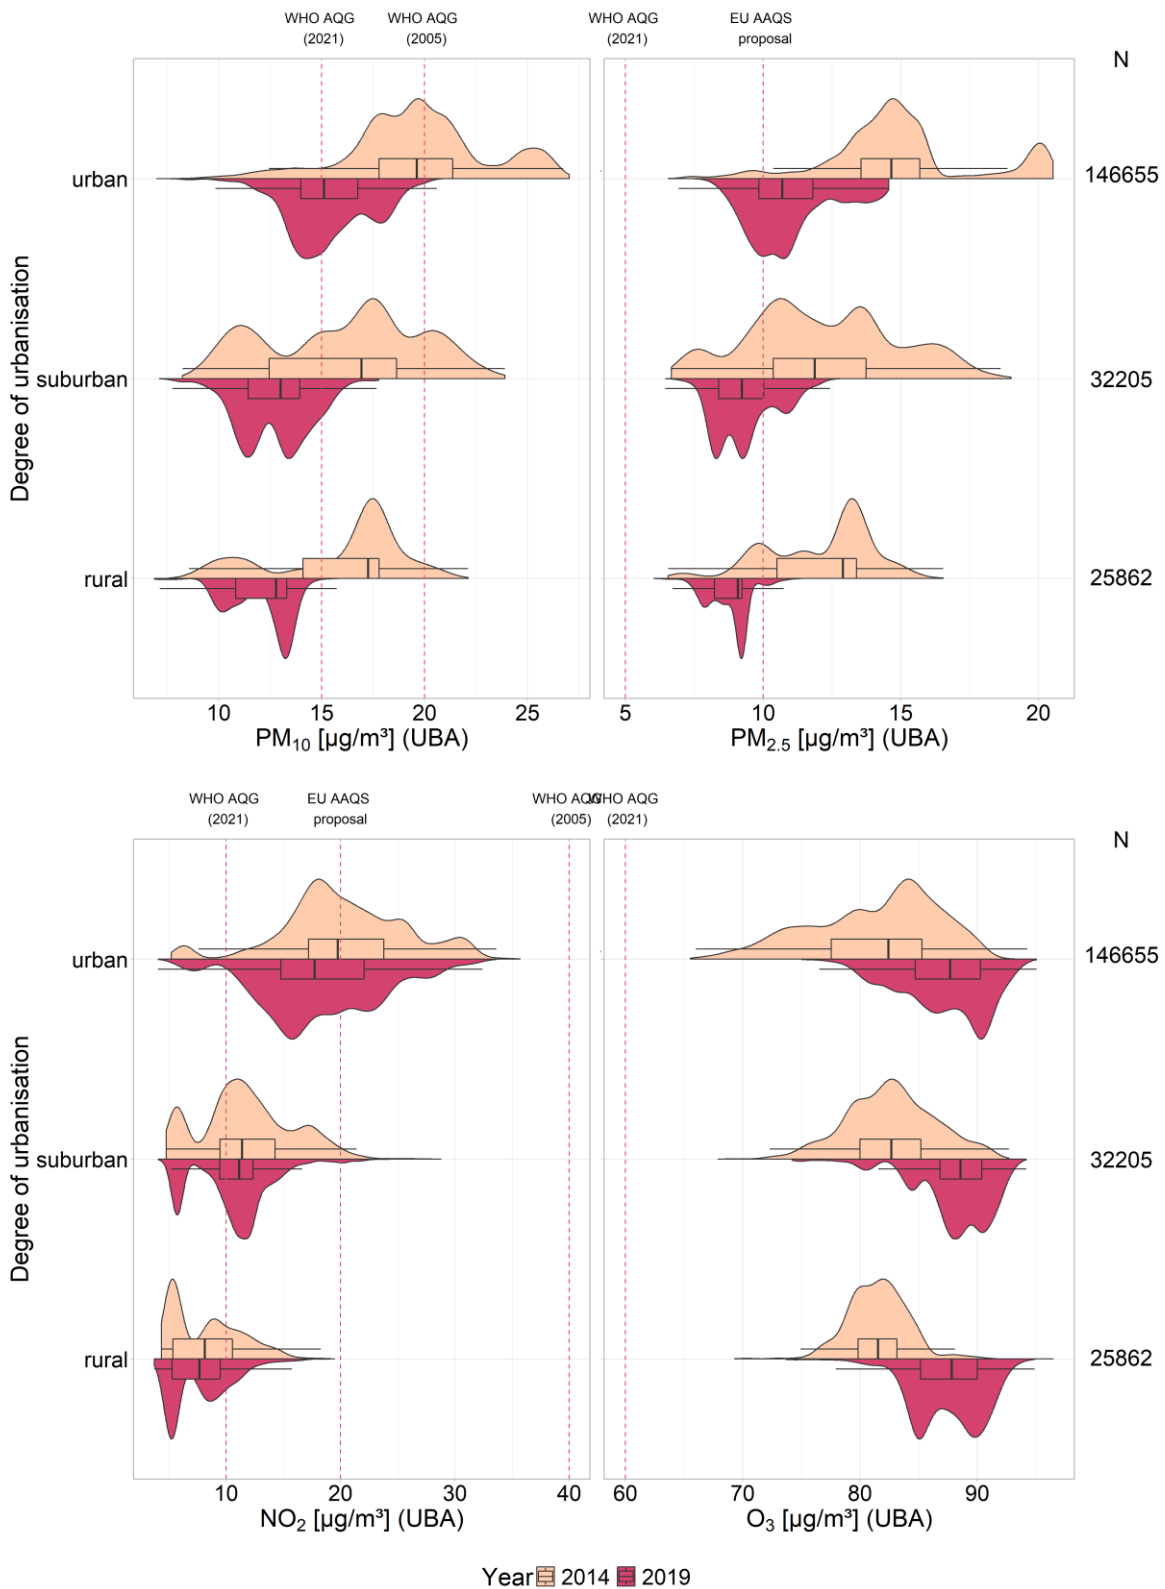 WHO AQG WHO AQG WHO AQG EU AAQS
(2021) (2005) (2021) proposal
N
urban 146655
suburban 32205
rural 25862
Degree of urbanisation
10 15 20 25 5 10 15 20
PM₁₀ [µg/m³] (UBA) PM₂.₅ [µg/m³] (UBA)
WHO AQG EU AAQS WHO AQG WHO AQG
(2021) proposal (2005) (2021)
N
urban 146655
suburban 32205
rural 25862
Degree of urbanisation
10 20 30 40 60 70 80 90
NO₂ [µg/m³] (UBA) O₃ [µg/m³] (UBA)
Year 2014 2019